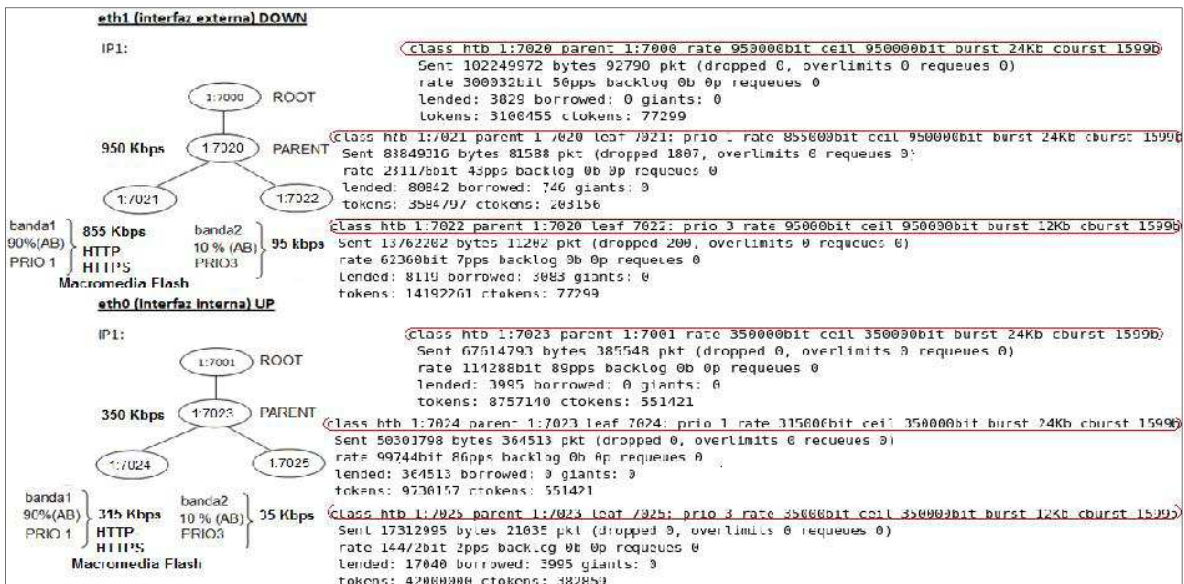 eth1 (interfaz externa) DOWN
IP1:
1:7000 ROOT
950 Kbps 1:7020 PARENT
1:7021 1:7022
banda1
90%(AB)
PRIO 1
855 Kbps
HTTP
HTTPS
Macromedia Flash
banda2
10 % (AB)
PRIO3
95 kbps
class htb 1:7020 parent 1:7000 rate 950000bit ceil 950000bit burst 24Kb cburst 1599b
Sent 102249972 bytes 92790 pkt (dropped 0, overlimits 0 requeues 0)
rate 300032bit 50pps backlog 0b 0p requeues 0
lended: 3829 borrowed: 0 giants: 0
tokens: 3100455 ctokens: 77299
class htb 1:7021 parent 1:7020 leaf 7021: prio 1 rate 855000bit ceil 950000bit burst 24Kb cburst 1599b
Sent 88849316 bytes 81588 pkt (dropped 1807, overlimits 0 requeues 0)
rate 231176bit 43pps backlog 0b 0p requeues 0
lended: 80842 borrowed: 746 giants: 0
tokens: 3584797 ctokens: 203156
class htb 1:7022 parent 1:7020 leaf 7022: prio 3 rate 95000bit ceil 950000bit burst 12Kb cburst 1599b
Sent 13762202 bytes 11202 pkt (dropped 200, overlimits 0 requeues 0)
rate 62360bit 7pps backlog 0b 0p requeues 0
lended: 8119 borrowed: 3083 giants: 0
tokens: 14192261 ctokens: 77299
eth0 (interfaz interna) UP
IP1:
1:7001 ROOT
350 Kbps 1:7023 PARENT
1:7024 1:7025
banda1
90%(AB)
PRIO 1
315 Kbps
HTTP
HTTPS
Macromedia Flash
banda2
10 % (AB)
PRIO3
35 Kbps
class htb 1:7023 parent 1:7001 rate 350000bit ceil 350000bit burst 24Kb cburst 1599b
Sent 67614793 bytes 385548 pkt (dropped 0, overlimits 0 requeues 0)
rate 114288bit 89pps backlog 0b 0p requeues 0
lended: 3995 borrowed: 0 giants: 0
tokens: 8757140 ctokens: 551421
class htb 1:7024 parent 1:7023 leaf 7024: prio 1 rate 315000bit ceil 350000bit burst 24Kb cburst 1599b
Sent 50301798 bytes 364513 pkt (dropped 0, overlimits 0 requeues 0)
rate 99744bit 86pps backlog 0b 0p requeues 0
lended: 364513 borrowed: 0 giants: 0
tokens: 9730157 ctokens: 551421
class htb 1:7025 parent 1:7023 leaf 7025: prio 3 rate 35000bit ceil 350000bit burst 12Kb cburst 1599b
Sent 17312995 bytes 21035 pkt (dropped 0, overlimits 0 requeues 0)
rate 14472bit 2pps backlog 0b 0p requeues 0
lended: 17040 borrowed: 3995 giants: 0
tokens: 42000000 ctokens: 382859